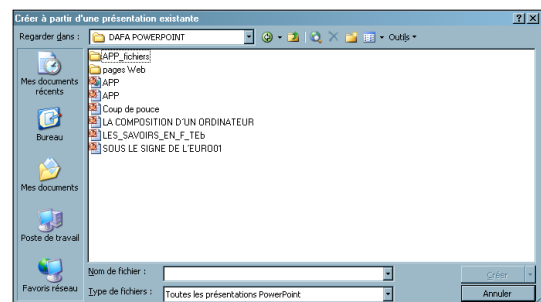 Créer à partir d'une présentation existante
Regarder dans :
DAFA POWERPOINT
Outils
APP_fichiers
pages Web
APP
APP
Coup de pouce
LA COMPOSITION D'UN ORDINATEUR
LES_SAVOIRS_EN_F_TEb
SOUS LE SIGNE DE L'EURO01
Mes documents récents
Bureau
Mes documents
Poste de travail
Favoris réseau
Nom de fichier :
Créer
Type de fichiers :
Toutes les présentations PowerPoint
Annuler